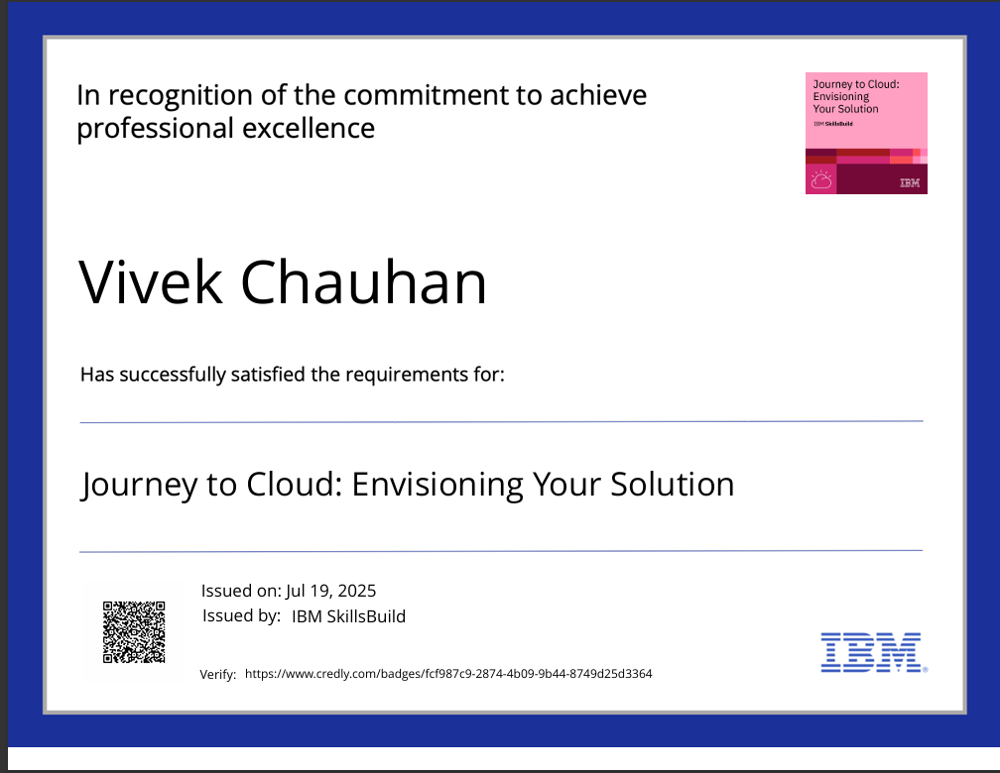 In recognition of the commitment to achieve
professional excellence
Journey to Cloud:
Envisioning
Your Solution
IBM SkillsBuild
IBM
Vivek Chauhan
Has successfully satisfied the requirements for:
Journey to Cloud: Envisioning Your Solution
Issued on: Jul 19, 2025
Issued by: IBM SkillsBuild
Verify: https://www.credly.com/badges/fcf987c9-2874-4b09-9b44-8749d25d3364
IBM®